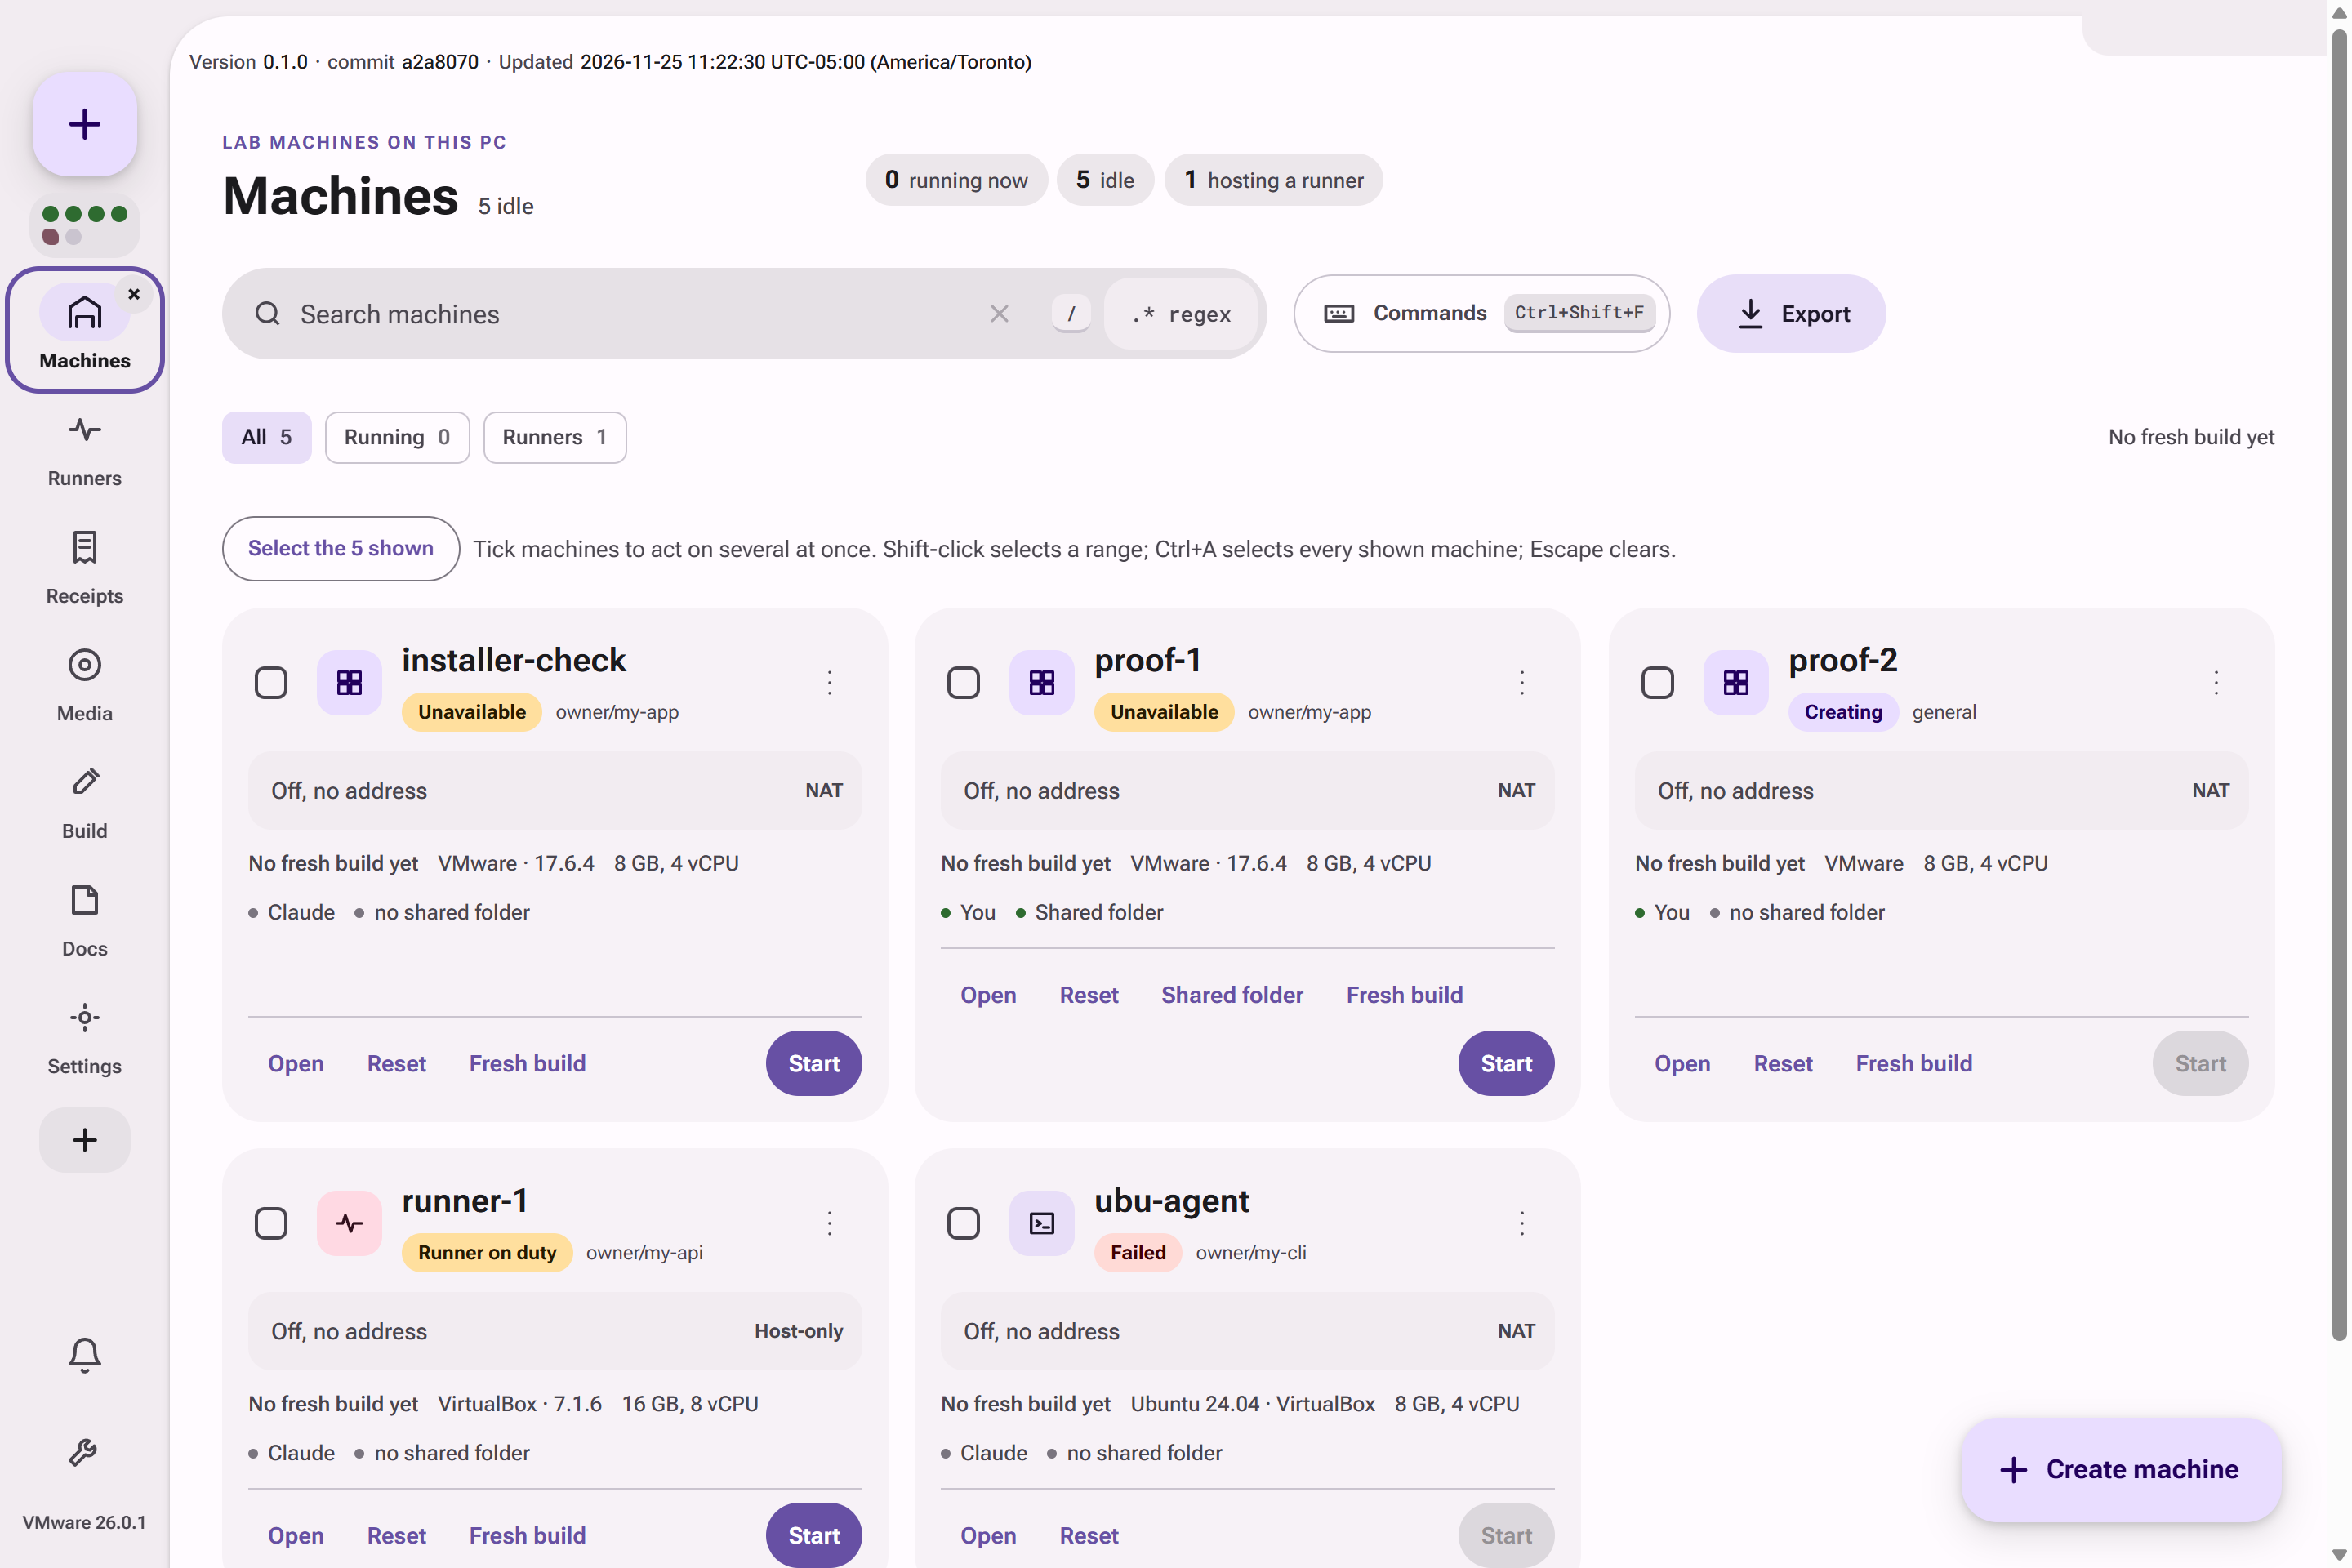 Version 0.1.0 · commit a2a8070 · Updated 2026-11-25 11:22:30 UTC-05:00 (America/Toronto)
LAB MACHINES ON THIS PC
Machines 5 idle
0 running now 5 idle 1 hosting a runner
Search machines / .* regex Commands Ctrl+Shift+F Export
All 5 Running 0 Runners 1 No fresh build yet
Select the 5 shown Tick machines to act on several at once. Shift-click selects a range; Ctrl+A selects every shown machine; Escape clears.
Machines
Runners
Receipts
Media
Build
Docs
Settings
VMware 26.0.1
installer-check
Unavailable owner/my-app
Off, no address NAT
No fresh build yet VMware · 17.6.4 8 GB, 4 vCPU
Claude no shared folder
Open Reset Fresh build Start
proof-1
Unavailable owner/my-app
Off, no address NAT
No fresh build yet VMware · 17.6.4 8 GB, 4 vCPU
You Shared folder
Open Reset Shared folder Fresh build
Start
proof-2
Creating general
Off, no address NAT
No fresh build yet VMware 8 GB, 4 vCPU
You no shared folder
Open Reset Fresh build Start
runner-1
Runner on duty owner/my-api
Off, no address Host-only
No fresh build yet VirtualBox · 7.1.6 16 GB, 8 vCPU
Claude no shared folder
Open Reset Fresh build Start
ubu-agent
Failed owner/my-cli
Off, no address NAT
No fresh build yet Ubuntu 24.04 · VirtualBox 8 GB, 4 vCPU
Claude no shared folder
Open Reset Start
Create machine